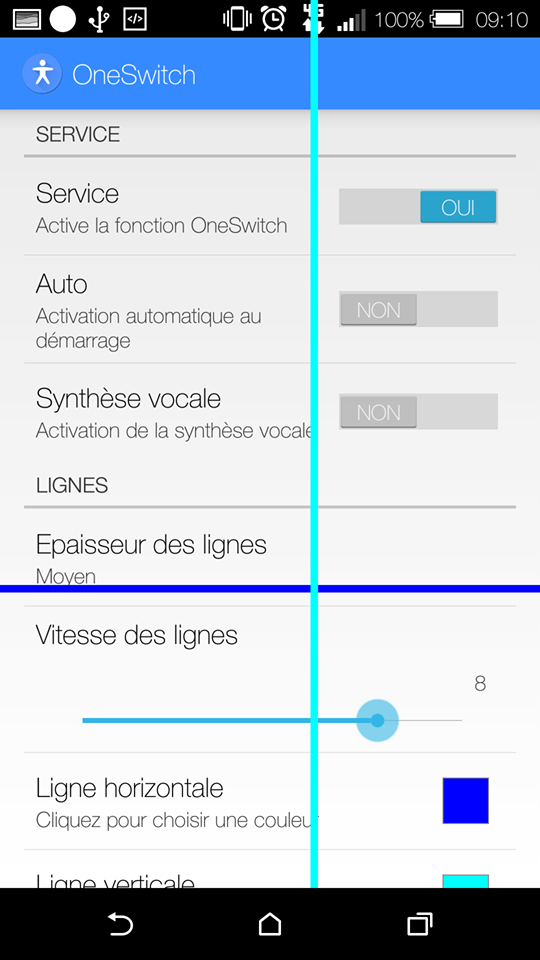 100% 09:10
OneSwitch
SERVICE
Service
Active la fonction OneSwitch
OUI
Auto
Activation automatique au
démarrage
NON
Synthèse vocale
Activation de la synthèse vocale
NON
LIGNES
Epaisseur des lignes
Moyen
Vitesse des lignes
8
Ligne horizontale
Cliquez pour choisir une couleur
Ligne verticale